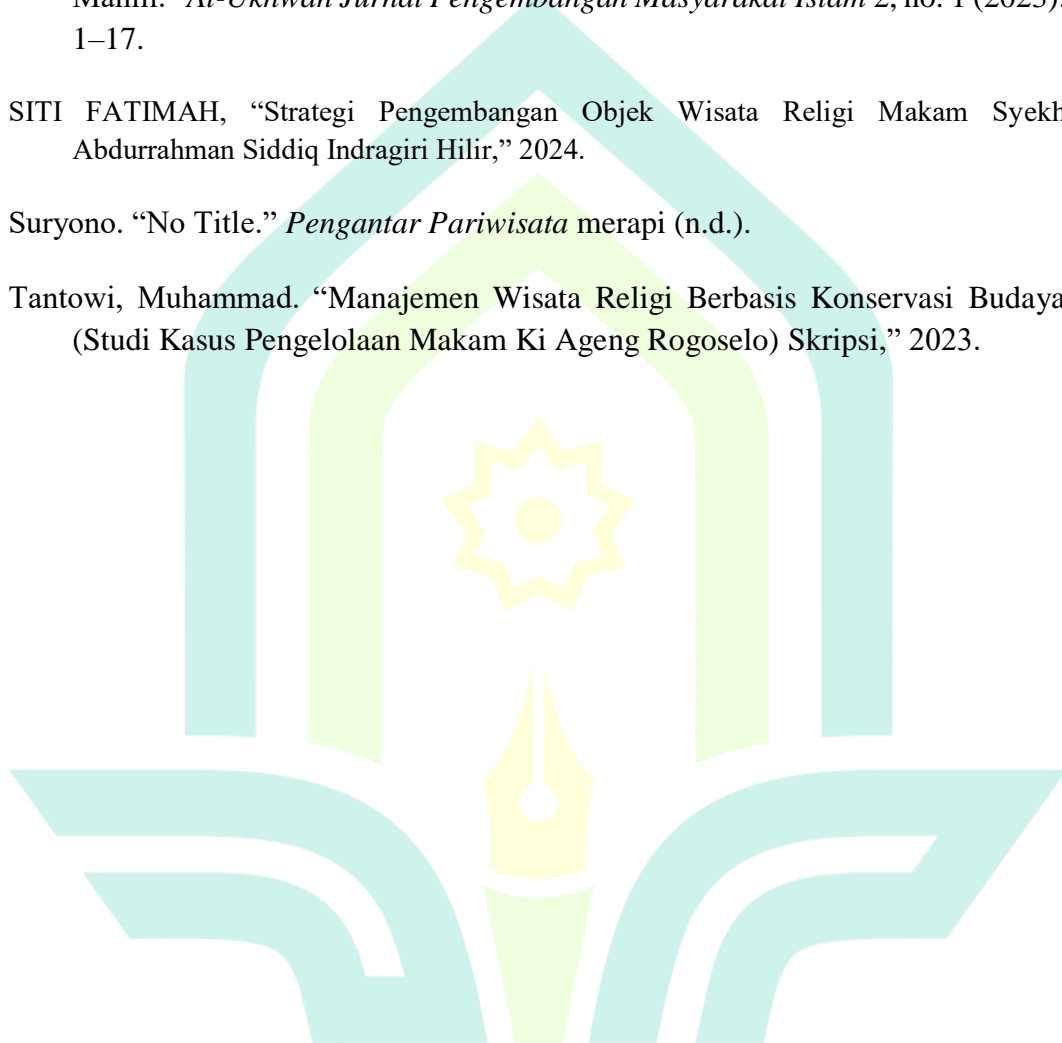 Al-Ukhwah Jurnal Pengembangan Masyarakat Islam 2, no. 1 (2023):
1–17.
SITI FATIMAH, “Strategi Pengembangan Objek Wisata Religi Makam Syekh
Abdurrahman Siddiq Indragiri Hilir,” 2024.
Suryono. “No Title.” Pengantar Pariwisata merapi (n.d.).
Tantowi, Muhammad. “Manajemen Wisata Religi Berbasis Konservasi Budaya
(Studi Kasus Pengelolaan Makam Ki Ageng Rogoselo) Skripsi,” 2023.